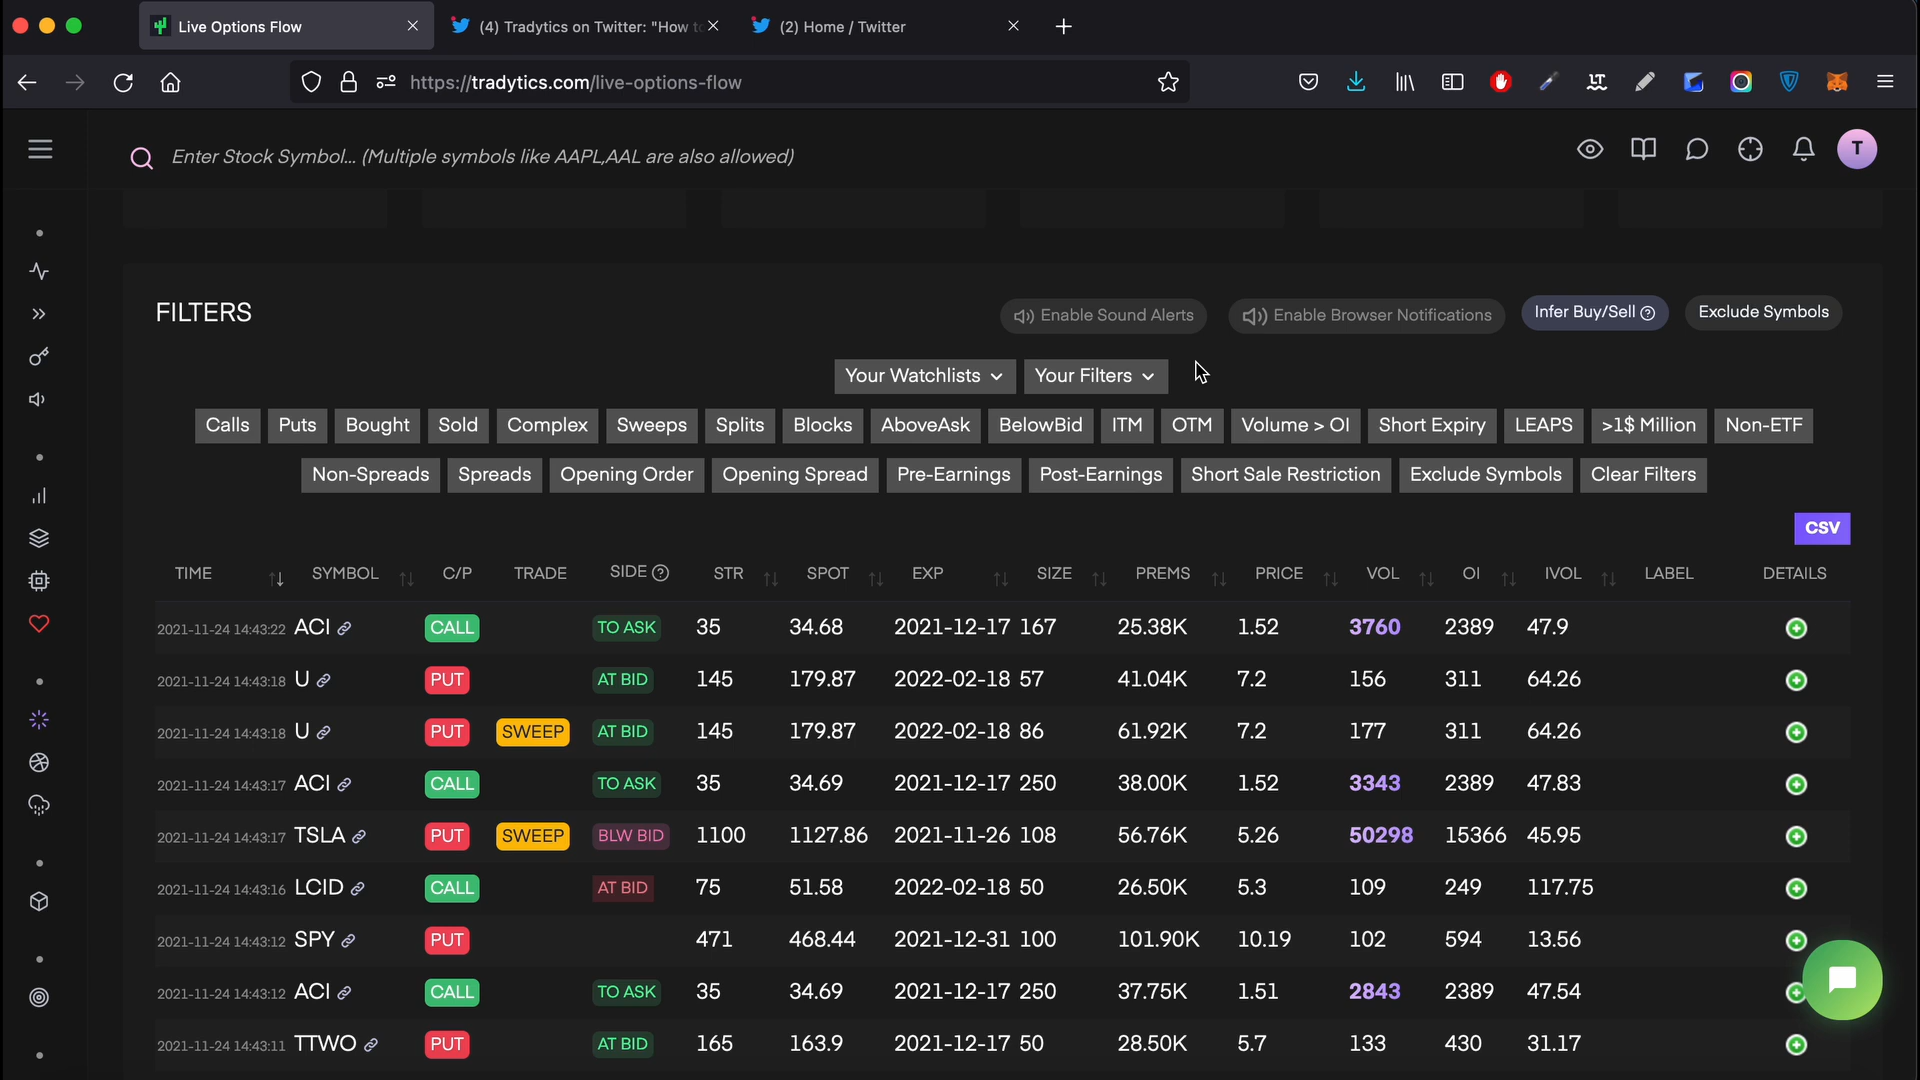 Live Options Flow
(4) Tradytics on Twitter: "How to
(2) Home / Twitter
https://tradytics.com/live-options-flow
Enter Stock Symbol... (Multiple symbols like AAPL,AAL are also allowed)
T
FILTERS
Enable Sound Alerts
Enable Browser Notifications
Infer Buy/Sell
Exclude Symbols
Your Watchlists
Your Filters
Calls Puts Bought Sold Complex Sweeps Splits Blocks AboveAsk BelowBid ITM OTM Volume > OI Short Expiry LEAPS >1$ Million Non-ETF
Non-Spreads Spreads Opening Order Opening Spread Pre-Earnings Post-Earnings Short Sale Restriction Exclude Symbols Clear Filters
CSV
TIME SYMBOL C/P TRADE SIDE STR SPOT EXP SIZE PREMS PRICE VOL OI IVOL LABEL DETAILS
2021-11-24 14:43:22 ACI CALL TO ASK 35 34.68 2021-12-17 167 25.38K 1.52 3760 2389 47.9
2021-11-24 14:43:18 U PUT AT BID 145 179.87 2022-02-18 57 41.04K 7.2 156 311 64.26
2021-11-24 14:43:18 U PUT SWEEP AT BID 145 179.87 2022-02-18 86 61.92K 7.2 177 311 64.26
2021-11-24 14:43:17 ACI CALL TO ASK 35 34.69 2021-12-17 250 38.00K 1.52 3343 2389 47.83
2021-11-24 14:43:17 TSLA PUT SWEEP BLW BID 1100 1127.86 2021-11-26 108 56.76K 5.26 50298 15366 45.95
2021-11-24 14:43:16 LCID CALL AT BID 75 51.58 2022-02-18 50 26.50K 5.3 109 249 117.75
2021-11-24 14:43:12 SPY PUT 471 468.44 2021-12-31 100 101.90K 10.19 102 594 13.56
2021-11-24 14:43:12 ACI CALL TO ASK 35 34.69 2021-12-17 250 37.75K 1.51 2843 2389 47.54
2021-11-24 14:43:11 TTWO PUT AT BID 165 163.9 2021-12-17 50 28.50K 5.7 133 430 31.17